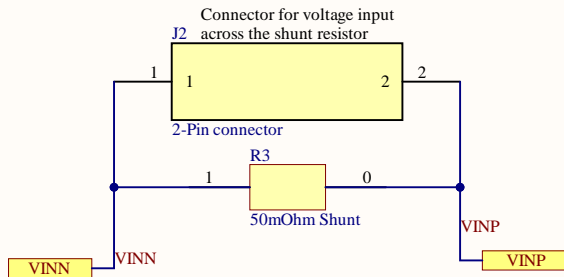 Connector for voltage input
across the shunt resistor
J2
1 1 2 2
2-Pin connector
R3
1 0
50mOhm Shunt
VINP
VINN
VINN
VINP